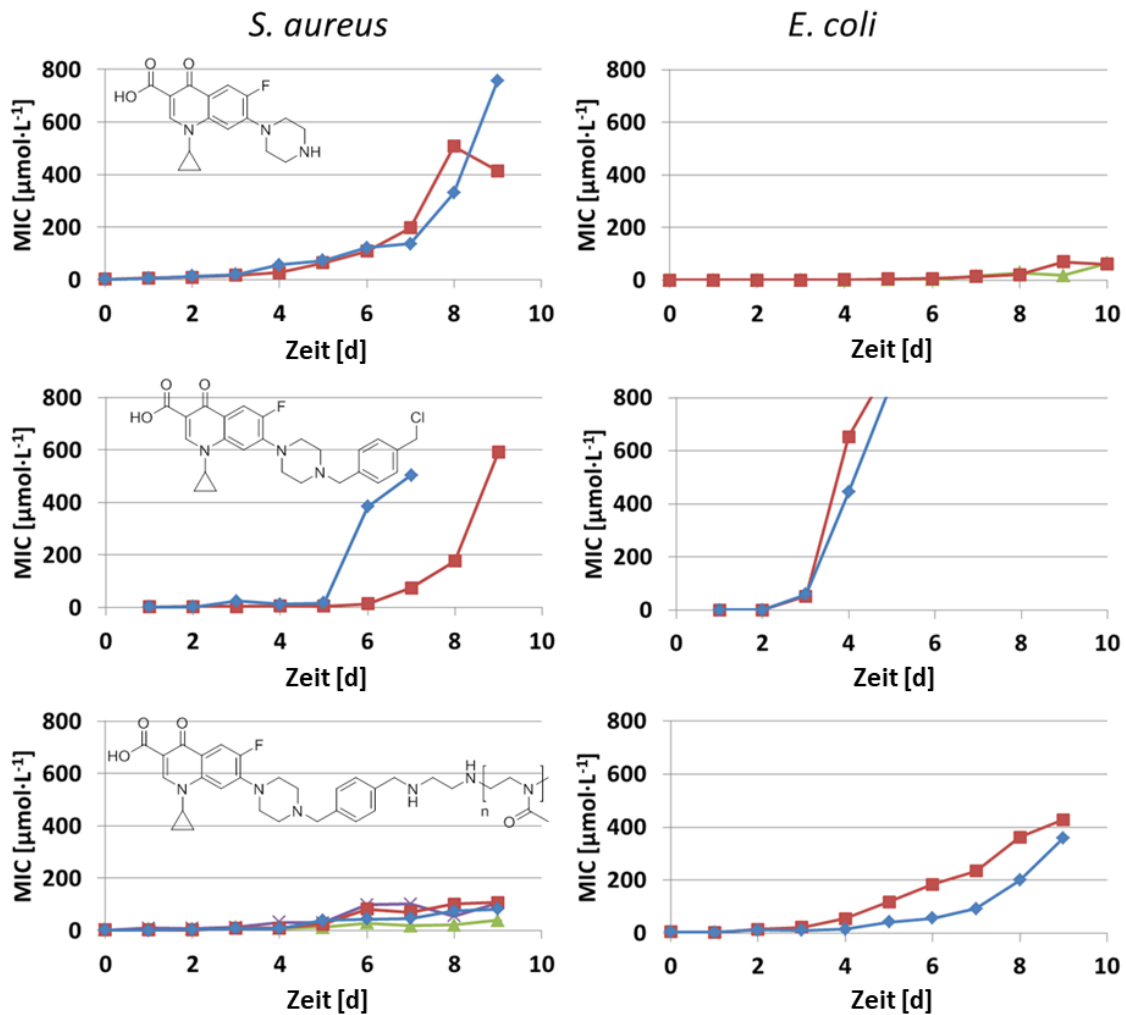 S. aureus
E. coli
MIC [µmol·L-1]
800
600
400
200
0
0 2 4 6 8 10
Zeit [d]
O O
HO F
N N
NH
MIC [µmol·L-1]
800
600
400
200
0
0 2 4 6 8 10
Zeit [d]
MIC [µmol·L-1]
800
600
400
200
0
0 2 4 6 8 10
Zeit [d]
O O
HO F
Cl
N N
N
MIC [µmol·L-1]
800
600
400
200
0
0 2 4 6 8 10
Zeit [d]
MIC [µmol·L-1]
800
600
400
200
0
0 2 4 6 8 10
Zeit [d]
O O
HO F
H
N N N N
N N
H n
O
MIC [µmol·L-1]
800
600
400
200
0
0 2 4 6 8 10
Zeit [d]